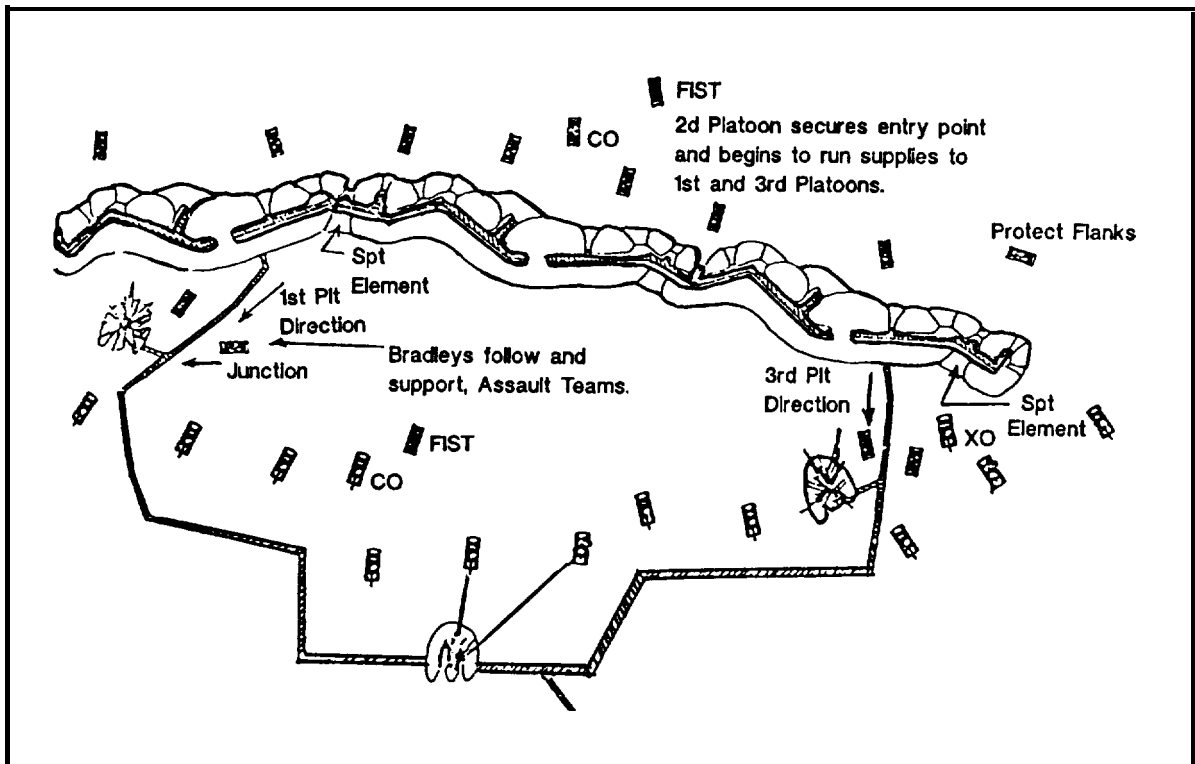 FIST
2d Platoon secures entry point
and begins to run supplies to
1st and 3rd Platoons.
CO
Protect Flanks
Spt
Element
1st Plt
Direction
Junction
Bradleys follow and
support, Assault Teams.
3rd Plt
Direction
Spt
Element
XO
FIST
CO